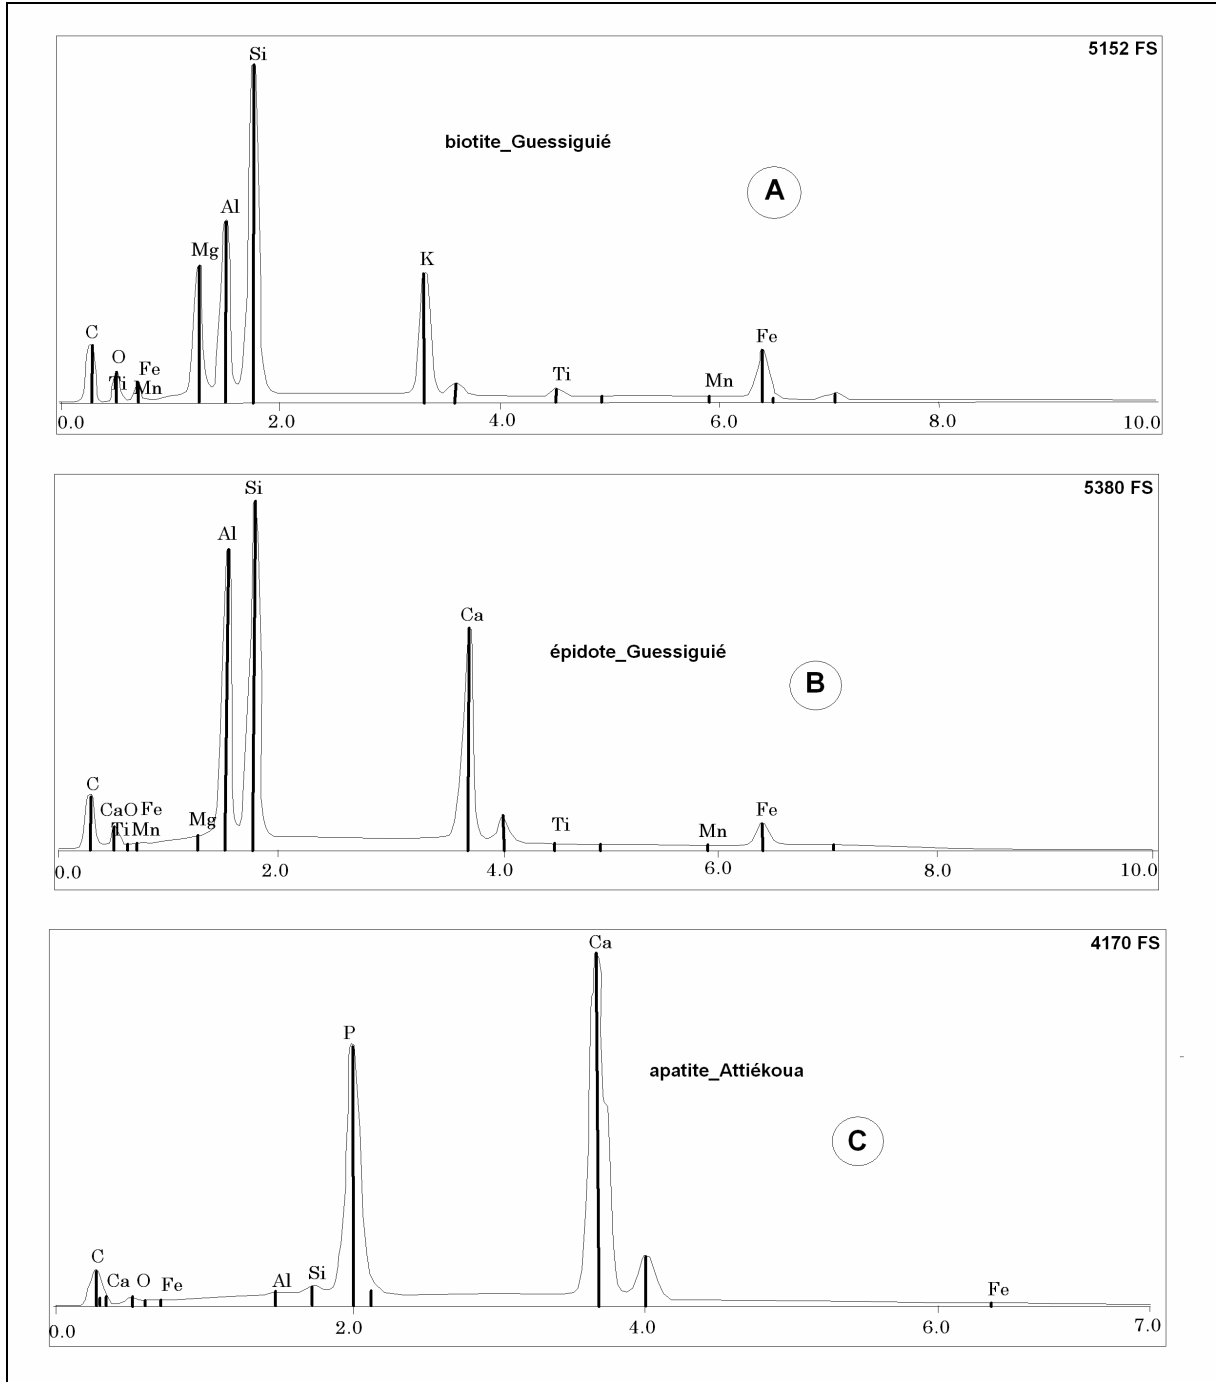 5152 FS
Si
biotite_Guessiguié
A
Al
Mg
K
C
O
Fe
Fe
Ti
Mn
Ti
Mn
0.0 2.0 4.0 6.0 8.0 10.0
5380 FS
Si
Al
Ca
épidote_Guessiguié
B
C
CaO Fe
Ti Mn
Mg
Ti
Mn
Fe
0.0 2.0 4.0 6.0 8.0 10.0
4170 FS
Ca
P
apatite_Attiékoua
C
C
Ca O Fe
Al
Si
Fe
0.0 2.0 4.0 6.0 7.0